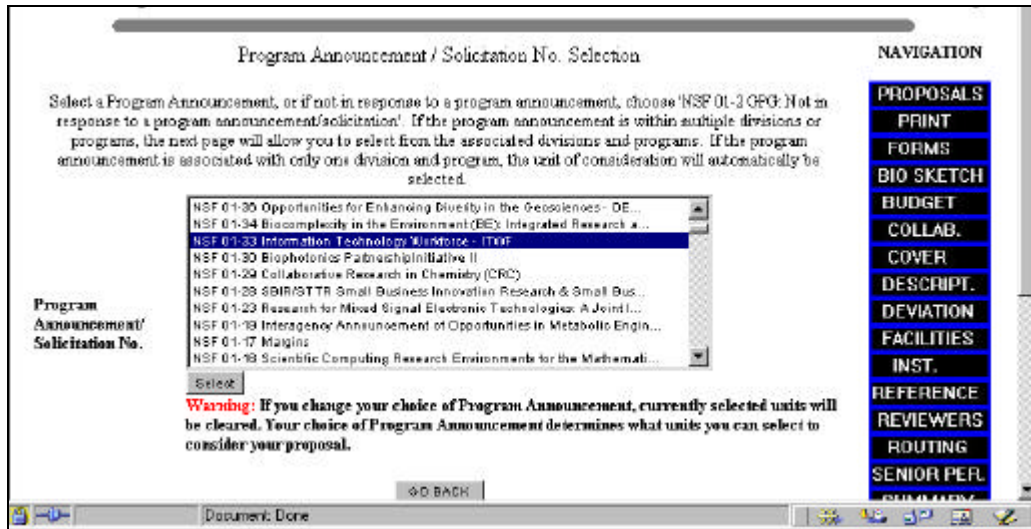 Program Announcement / Solicitation No. Selection
NAVIGATION
Select a Program Announcement, or if not in response to a program announcement, choose 'NSF 01-2 GPG: Not in
response to a program announcement/solicitation'. If the program announcement is within multiple divisions or
programs, the next page will allow you to select from the associated divisions and programs. If the program
announcement is associated with only one division and program, the unit of consideration will automatically be
selected.
NSF 01-36 Opportunities for Enhancing Diversity in the Geosciences - OE...
NSF 01-34 Biocomplexity in the Environment (BE): Integrated Research a...
NSF 01-33 Information Technology Workforce - ITWF
NSF 01-30 Biophotonics Partnership Initiative II
NSF 01-29 Collaborative Research in Chemistry (CRC)
NSF 01-28 SBIR/STTR Small Business Innovation Research & Small Bus...
NSF 01-23 Research for Mixed Signal Electronic Technologies: A Joint I...
NSF 01-19 Interagency Announcement of Opportunities in Metabolic Engin...
NSF 01-17 Margins
NSF 01-16 Scientific Computing Research Environments for the Mathemati...
Program
Announcement/
Solicitation No.
Select
Warning: If you change your choice of Program Announcement, currently selected units will
be cleared. Your choice of Program Announcement determines what units you can select to
consider your proposal.
GO BACK
PROPOSALS
PRINT
FORMS
BIO SKETCH
BUDGET
COLLAB.
COVER
DESCRIPT.
DEVIATION
FACILITIES
INST.
REFERENCE
REVIEWERS
ROUTING
SENIOR PER.
SUMMARY
Document: Done